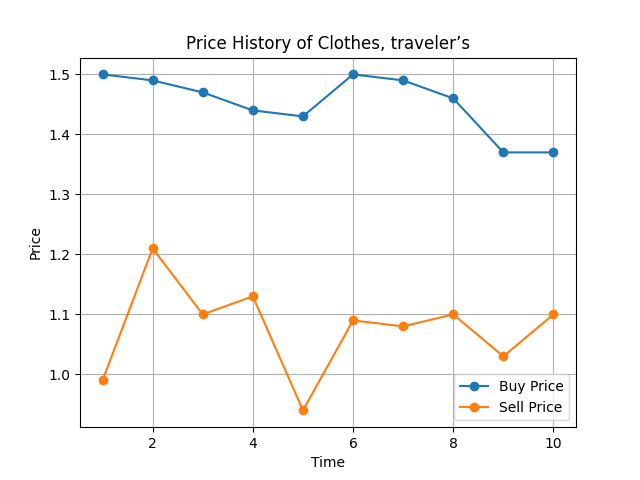 Price History of Clothes, traveler’s
1.5
1.4
1.3
1.2
1.1
1.0
Price
2
4
6
8
10
Time
Buy Price
Sell Price